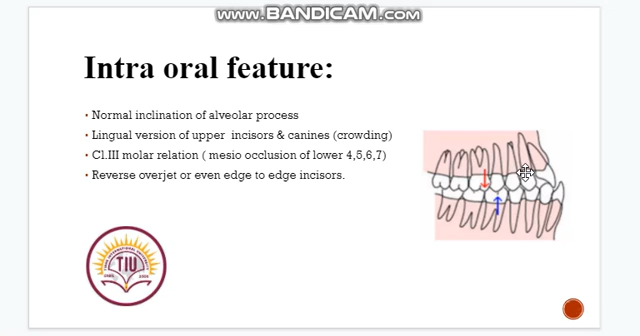 www.BANDICAM.com
Intra oral feature:
• Normal inclination of alveolar process
• Lingual version of upper incisors & canines (crowding)
• Cl.III molar relation ( mesio occlusion of lower 4,5,6,7)
• Reverse overjet or even edge to edge incisors.
TIU